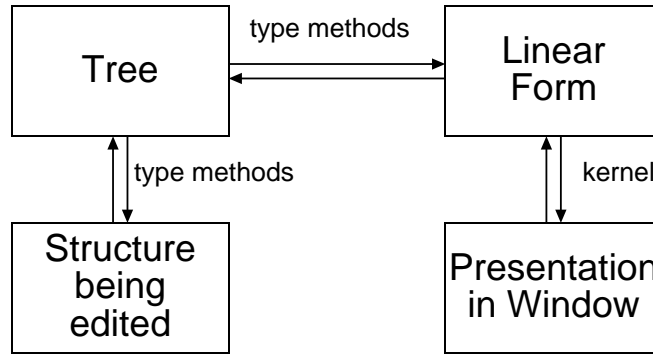 type methods
Tree
Linear
Form
type methods
kernel
Structure
being
edited
Presentation
in Window